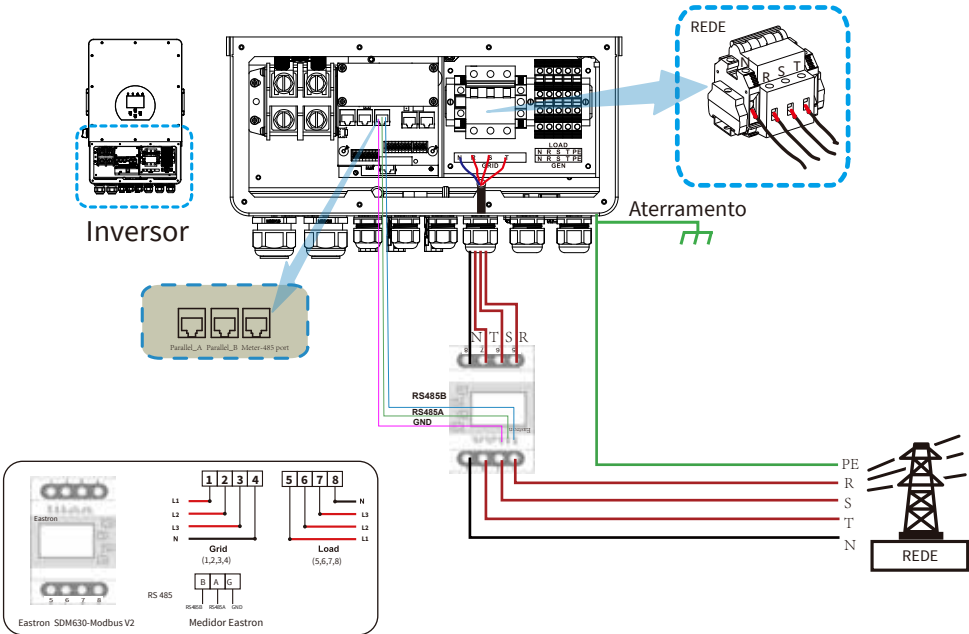 REDE
R S T
LOAD
N R S T PE
N R S T PE
GEN
GRID
Inversor
Aterramento
Parallel_A Parallel_B Meter-485 port
N T S R
RS485B
RS485A
GND
Eastron
PE
R
S
T
N
REDE
Eastron
5 6 7 8
Eastron SDM630-Modbus V2
1 2 3 4
L1
L2
L3
N
Grid
(1,2,3,4)
5 6 7 8
N
L3
L2
L1
Load
(5,6,7,8)
RS 485
B A G
RS485B RS485A GND
Medidor Eastron